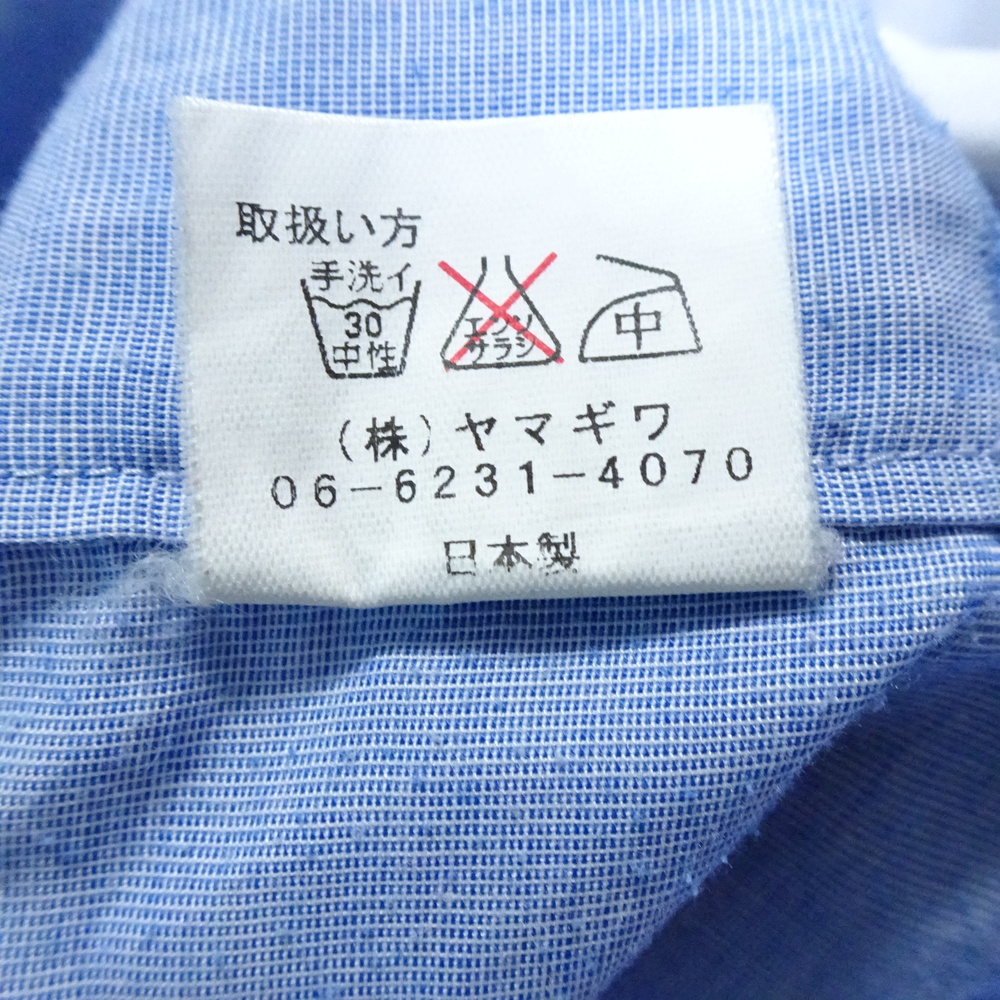 取扱い方
手洗イ
30
中性
エンソ
サラシ
中
(株)ヤマギワ
06-6231-4070
日本製